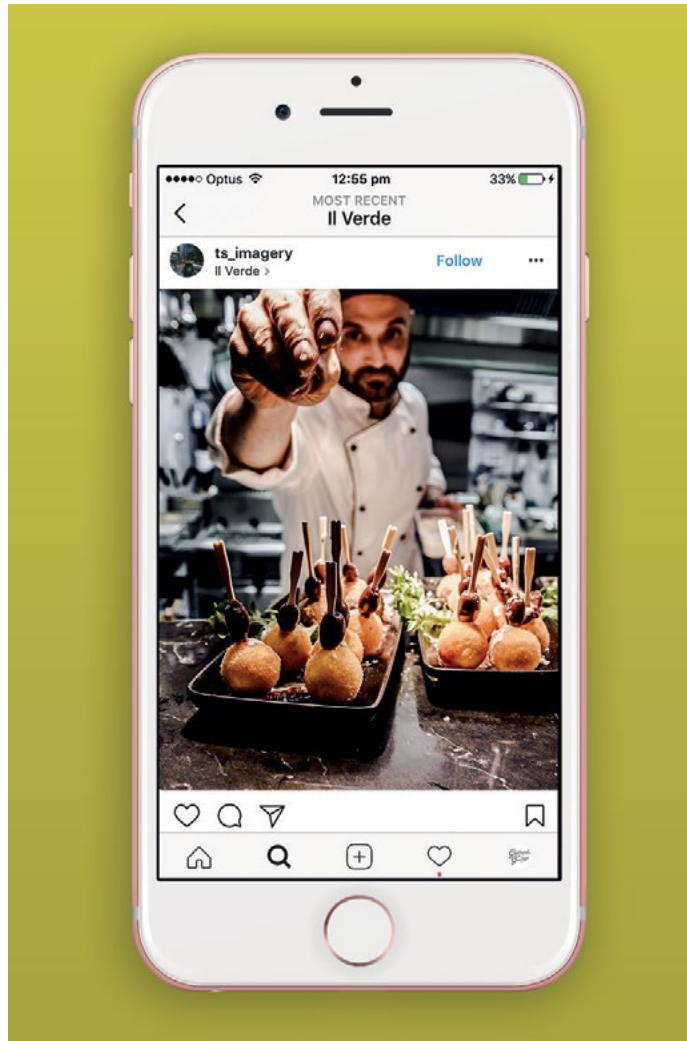 Optus 12:55 pm 33%
MOST RECENT
Il Verde
ts_imagery
Il Verde >
Follow